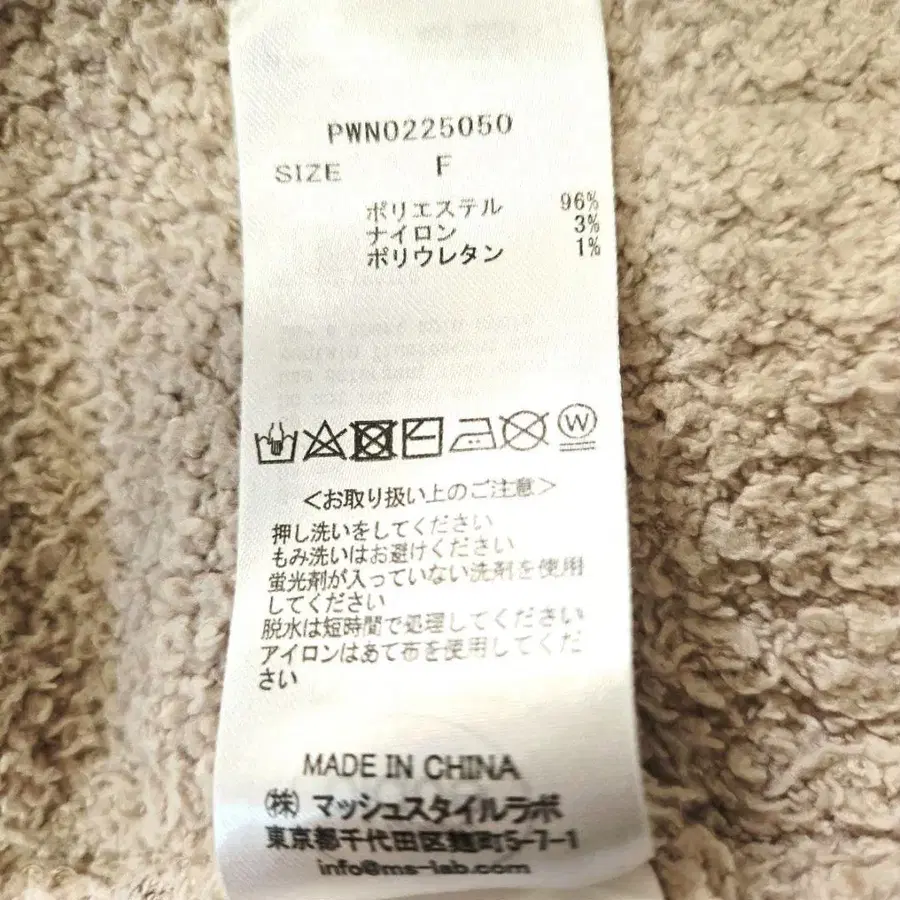 PWN0225050
SIZE F
ポリエステル 96%
ナイロン 3%
ポリウレタン 1%
W
<お取り扱い上のご注意>
押し洗いをしてください
もみ洗いはお避けください
蛍光剤が入っていない洗剤を使用
してください
脱水は短時間で処理してください
アイロンはあて布を使用してくだ
さい
MADE IN CHINA
㈱ マッシュスタイルラボ
東京都千代田区麹町5-7-1
info@ms-lab.com